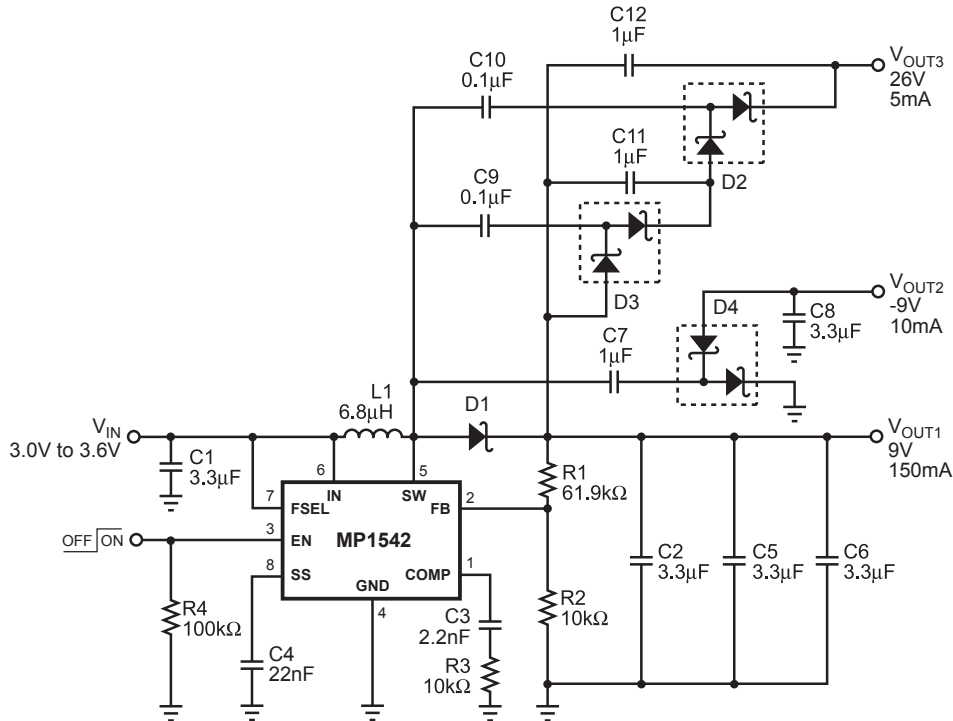 C12
1μF
VOUT3
26V
5mA
C10
0.1μF
C11
1μF
D2
C9
0.1μF
D3
VOUT2
-9V
10mA
D4
C8
3.3μF
C7
1μF
L1
6.8μH
D1
VIN
3.0V to 3.6V
VOUT1
9V
150mA
C1
3.3μF
6
5
IN
SW
R1
61.9kΩ
7
FSEL
FB
2
MP1542
OFF ON
3
EN
8
SS
COMP
1
GND
4
R4
100kΩ
C4
22nF
C3
2.2nF
R3
10kΩ
R2
10kΩ
C2
3.3μF
C5
3.3μF
C6
3.3μF